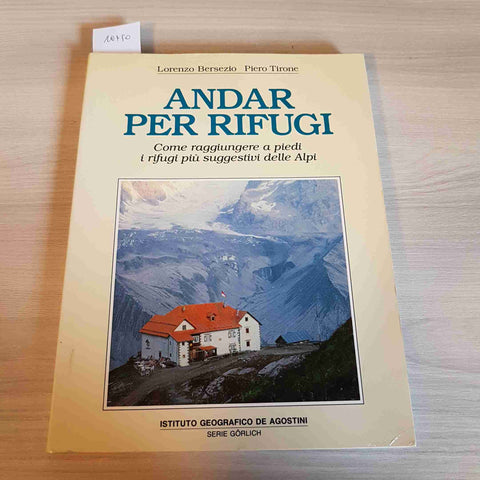 Lorenzo Bersezio Piero Tirone
ANDAR
PER RIFUGI
Come raggiungere a piedi
i rifugi più suggestivi delle Alpi
ISTITUTO GEOGRAFICO DE AGOSTINI
SERIE GÖRLICH